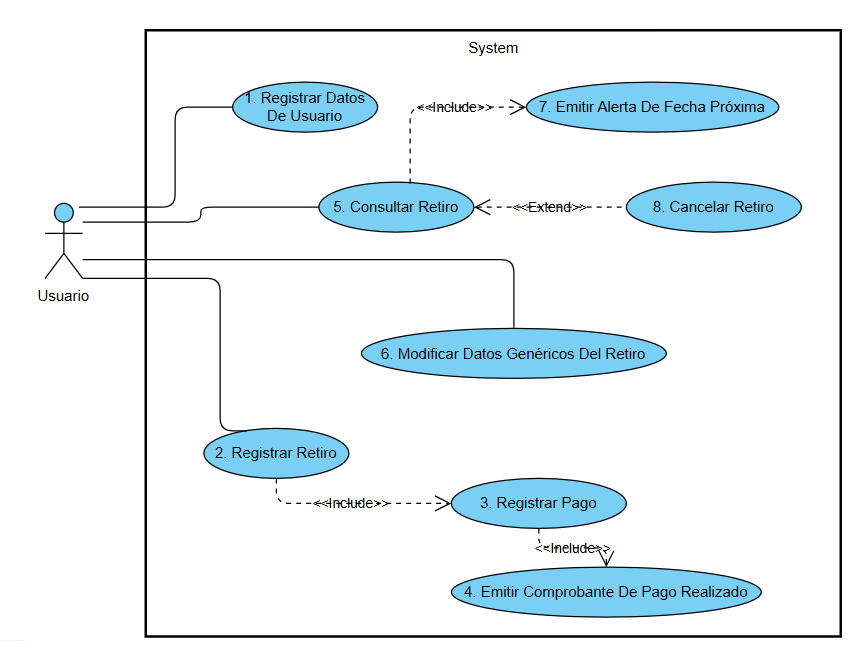 System
1. Registrar Datos
De Usuario
<<Include>>
7. Emitir Alerta De Fecha Próxima
5. Consultar Retiro
<<Extend>>
8. Cancelar Retiro
Usuario
6. Modificar Datos Genéricos Del Retiro
2. Registrar Retiro
<<Include>>
3. Registrar Pago
<<Include>>
4. Emitir Comprobante De Pago Realizado